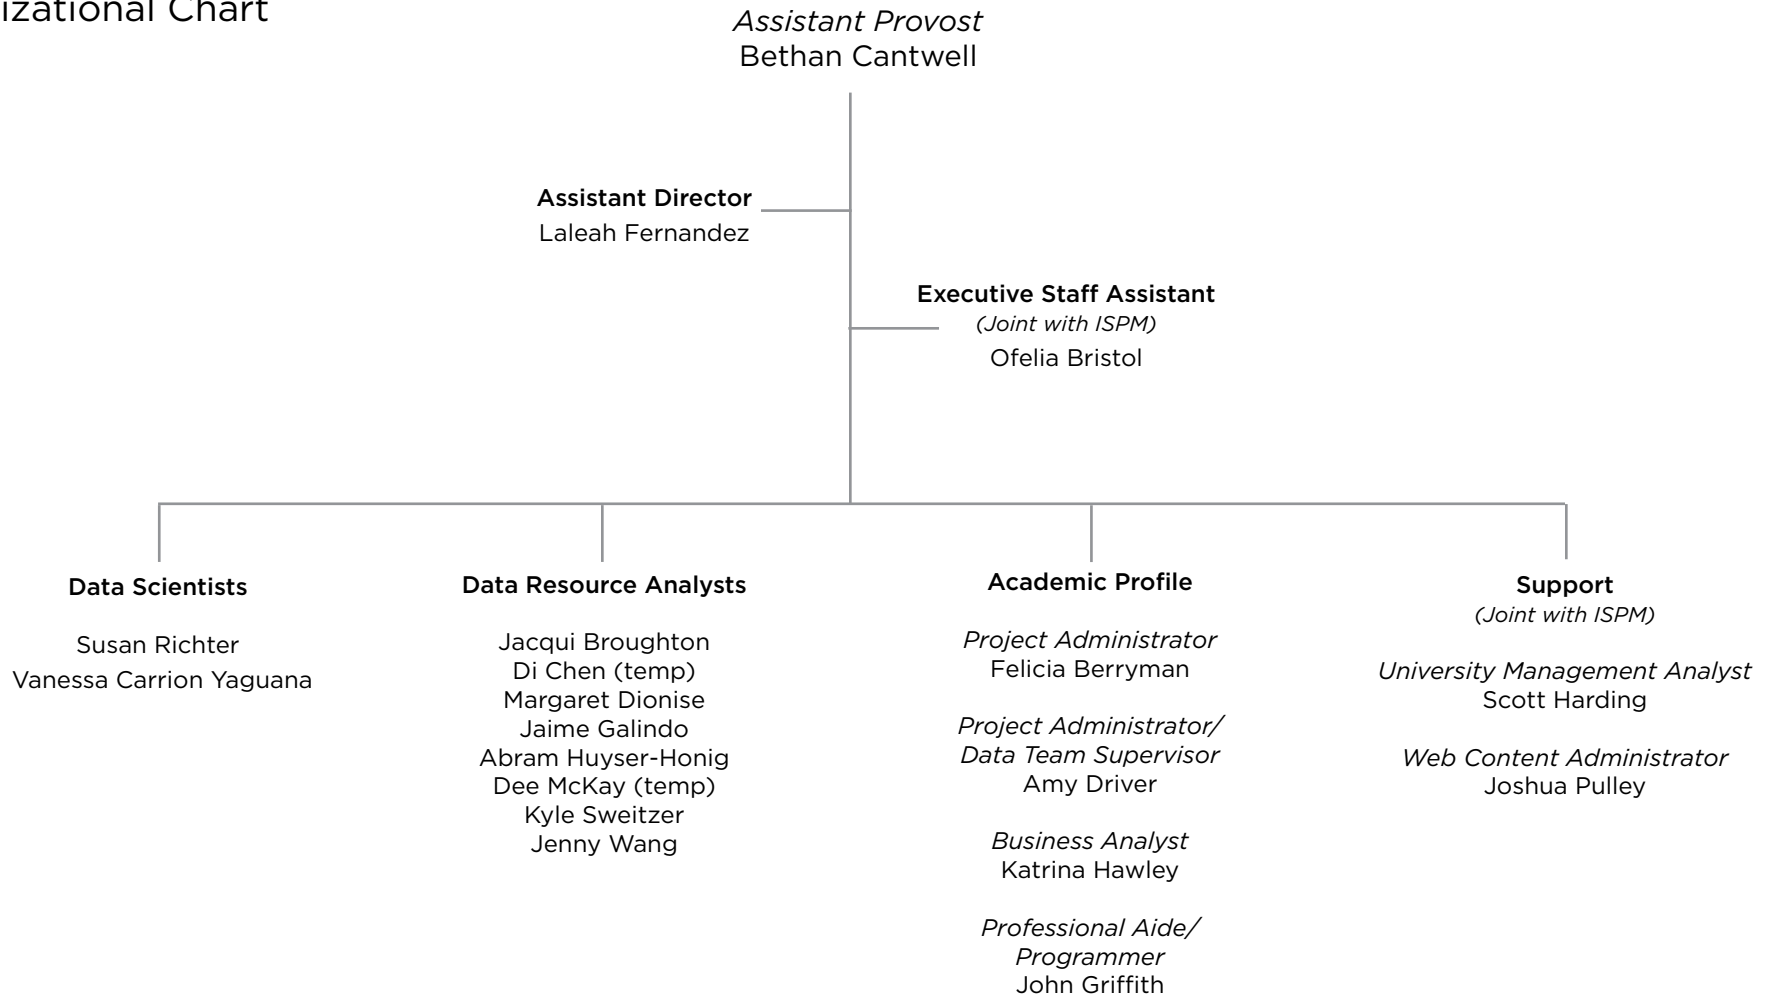 izational Chart
Assistant Provost
Bethan Cantwell
Assistant Director
Laleah Fernandez
Executive Staff Assistant
(Joint with ISPM)
Ofelia Bristol
Data Scientists
Susan Richter
Vanessa Carrion Yaguana
Data Resource Analysts
Jacqui Broughton
Di Chen (temp)
Margaret Dionise
Jaime Galindo
Abram Huyser-Honig
Dee McKay (temp)
Kyle Sweitzer
Jenny Wang
Academic Profile
Project Administrator
Felicia Berryman
Project Administrator/
Data Team Supervisor
Amy Driver
Business Analyst
Katrina Hawley
Professional Aide/
Programmer
John Griffith
Support
(Joint with ISPM)
University Management Analyst
Scott Harding
Web Content Administrator
Joshua Pulley